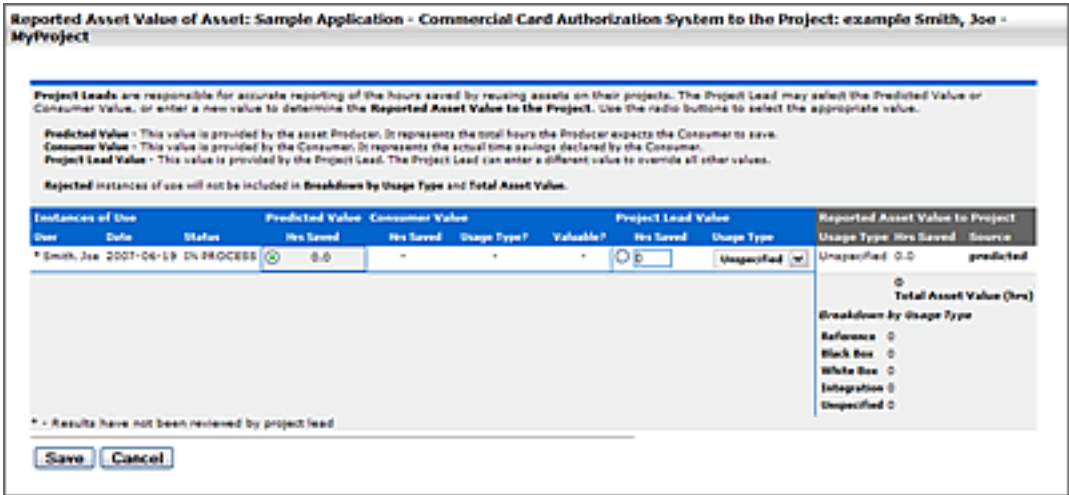 Reported Asset Value of Asset: Sample Application - Commercial Card Authorization System to the Project: example Smith, Joe -
MyProject
Project Leads are responsible for accurate reporting of the hours saved by reusing assets on their projects. The Project Lead may select the Predicted Value or
Consumer Value, or enter a new value to determine the Reported Asset Value to the Project. Use the radio buttons to select the appropriate value.
Predicted Value - This value is provided by the asset Producer. It represents the total hours the Producer expects the Consumer to save.
Consumer Value - This value is provided by the Consumer. It represents the actual time savings declared by the Consumer.
Project Lead Value - This value is provided by the Project Lead. The Project Lead can enter a different value to override all other values.
Rejected instances of use will not be included in Breakdown by Usage Type and Total Asset Value.
Instances of Use Predicted Value Consumer Value Project Lead Value Reported Asset Value to Project
User Date Status Hrs Saved Hrs Saved Usage Type? Valuable? Hrs Saved Usage Type Usage Type Hrs Saved Source
* Smith, Joe 2007-06-19 IN PROCESS 0.0 - - - 0 Unspecified Unspecified 0.0 predicted
0
Total Asset Value (hrs)
Breakdown by Usage Type
Reference 0
Black Box 0
White Box 0
Integration 0
Unspecified 0
* - Results have not been reviewed by project lead
Save Cancel